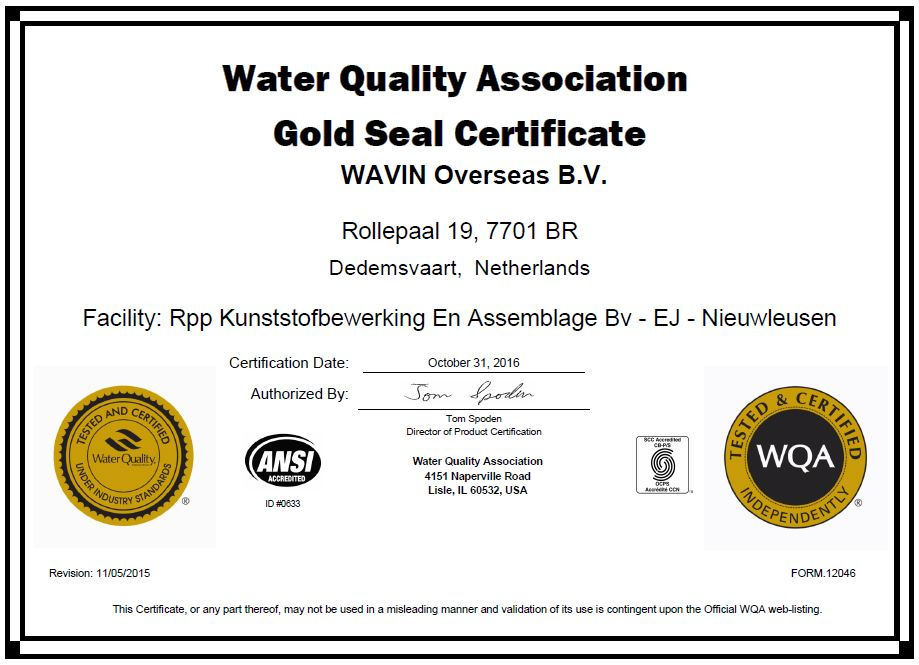 Water Quality Association
Gold Seal Certificate
WAVIN Overseas B.V.
Rollepaal 19, 7701 BR
Dedemsvaart, Netherlands
Facility: Rpp Kunststofbewerking En Assemblage Bv - EJ - Nieuwleusen
Certification Date: October 31, 2016
Authorized By: Tom Spoden
Tom Spoden
Director of Product Certification
Water Quality Association
4151 Naperville Road
Lisle, IL 60532, USA
TESTED AND CERTIFIED
Water Quality
UNDER INDUSTRY STANDARDS
®
ANSI
ACCREDITED
ID #0633
SCC Accredited
CB-P/S
OCPS
Accrédité CCN
TESTED & CERTIFIED
WQA
INDEPENDENTLY
®
Revision: 11/05/2015
FORM.12046
This Certificate, or any part thereof, may not be used in a misleading manner and validation of its use is contingent upon the Official WQA web-listing.